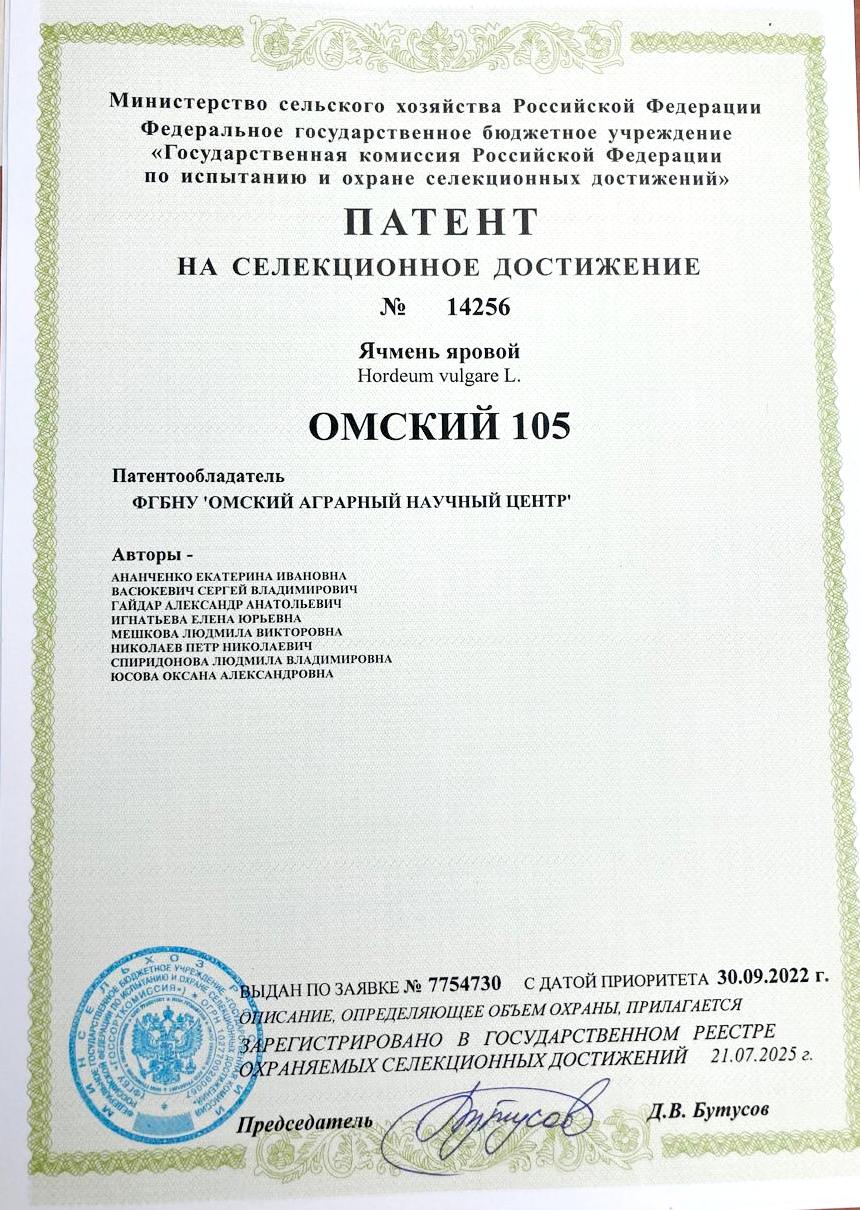 Министерство сельского хозяйства Российской Федерации
Федеральное государственное бюджетное учреждение
«Государственная комиссия Российской Федерации
по испытанию и охране селекционных достижений»
ПАТЕНТ
НА СЕЛЕКЦИОННОЕ ДОСТИЖЕНИЕ
№ 14256
Ячмень яровой
Hordeum vulgare L.
ОМСКИЙ 105
Патентообладатель
ФГБНУ 'ОМСКИЙ АГРАРНЫЙ НАУЧНЫЙ ЦЕНТР'
Авторы -
АНАНЧЕНКО ЕКАТЕРИНА ИВАНОВНА
ВАСЮКЕВИЧ СЕРГЕЙ ВЛАДИМИРОВИЧ
ГАЙДАР АЛЕКСАНДР АНАТОЛЬЕВИЧ
ИГНАТЬЕВА ЕЛЕНА ЮРЬЕВНА
МЕШКОВА ЛЮДМИЛА ВИКТОРОВНА
НИКОЛАЕВ ПЕТР НИКОЛАЕВИЧ
СПИРИДОНОВА ЛЮДМИЛА ВЛАДИМИРОВНА
ЮСОВА ОКСАНА АЛЕКСАНДРОВНА
ВЫДАН ПО ЗАЯВКЕ № 7754730 С ДАТОЙ ПРИОРИТЕТА 30.09.2022 г.
ОПИСАНИЕ, ОПРЕДЕЛЯЮЩЕЕ ОБЪЕМ ОХРАНЫ, ПРИЛАГАЕТСЯ
ЗАРЕГИСТРИРОВАНО В ГОСУДАРСТВЕННОМ РЕЕСТРЕ
ОХРАНЯЕМЫХ СЕЛЕКЦИОННЫХ ДОСТИЖЕНИЙ 21.07.2025 г.
Председатель Бутусов Д.В. Бутусов
МИНСЕЛЬХОЗ РОССИИ